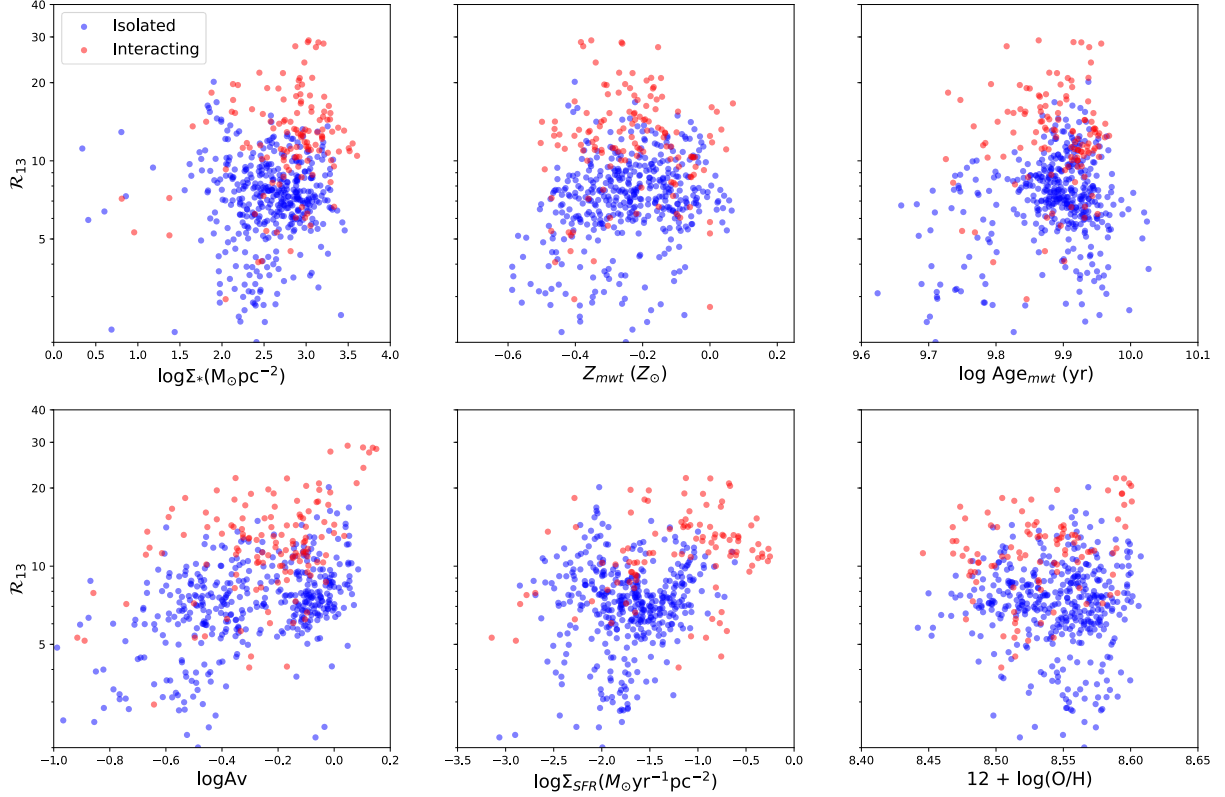 40
30
20
10
5
R₁₃
Isolated
Interacting
0.0 0.5 1.0 1.5 2.0 2.5 3.0 3.5 4.0
logΣ*(M⊙pc⁻²)
−0.6 −0.4 −0.2 0.0 0.2
Z_mwt (Z⊙)
9.6 9.7 9.8 9.9 10.0 10.1
log Age_mwt (yr)
40
30
20
10
5
R₁₃
−1.0 −0.8 −0.6 −0.4 −0.2 0.0 0.2
logAv
−3.5 −3.0 −2.5 −2.0 −1.5 −1.0 −0.5 0.0
logΣ_SFR(M⊙yr⁻¹pc⁻²)
8.40 8.45 8.50 8.55 8.60 8.65
12 + log(O/H)